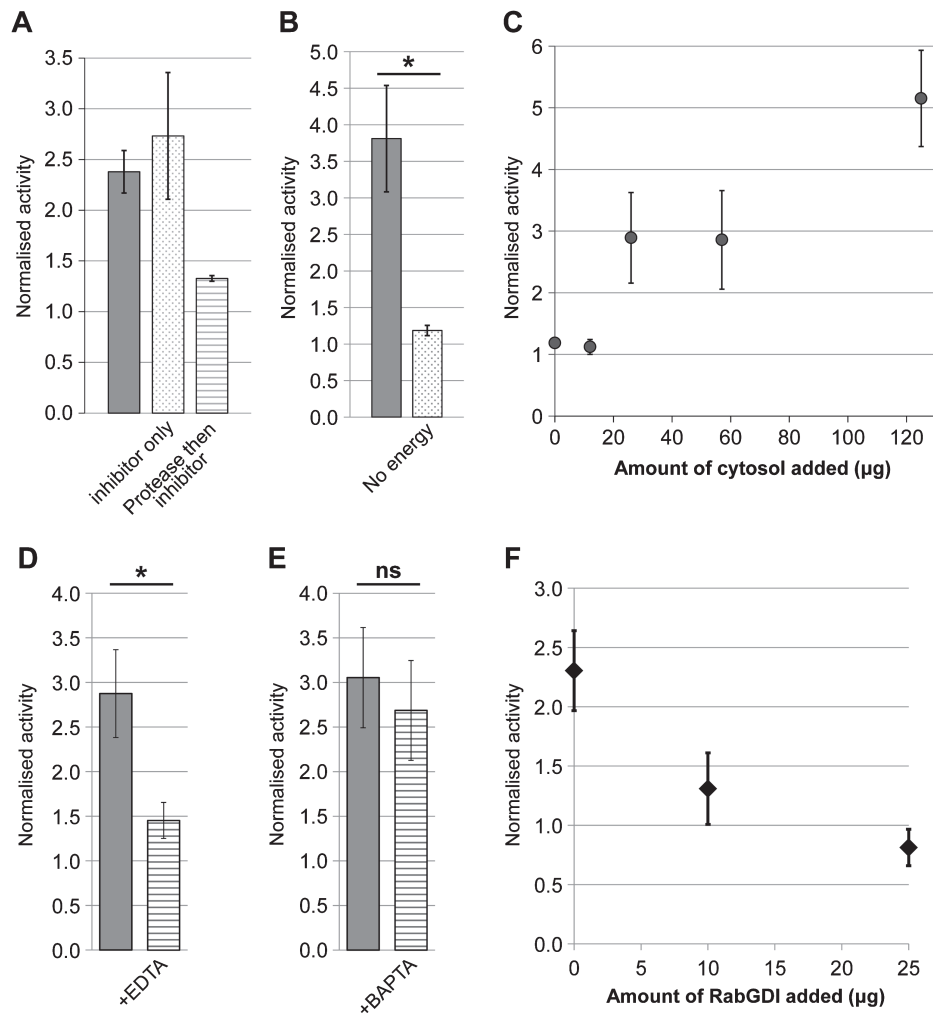 A
Normalised activity
3.5
3.0
2.5
2.0
1.5
1.0
0.5
0.0
inhibitor only
Protease then
inhibitor
B
Normalised activity
5.0
4.5
4.0
3.5
3.0
2.5
2.0
1.5
1.0
0.5
0.0
*
No energy
C
Normalised activity
6
5
4
3
2
1
0
0 20 40 60 80 100 120
Amount of cytosol added (µg)
D
Normalised activity
*
4.0
3.5
3.0
2.5
2.0
1.5
1.0
0.5
0.0
+EDTA
E
Normalised activity
ns
4.0
3.5
3.0
2.5
2.0
1.5
1.0
0.5
0.0
+BAPTA
F
Normalised activity
3.0
2.5
2.0
1.5
1.0
0.5
0.0
0 5 10 15 20 25
Amount of RabGDI added (µg)